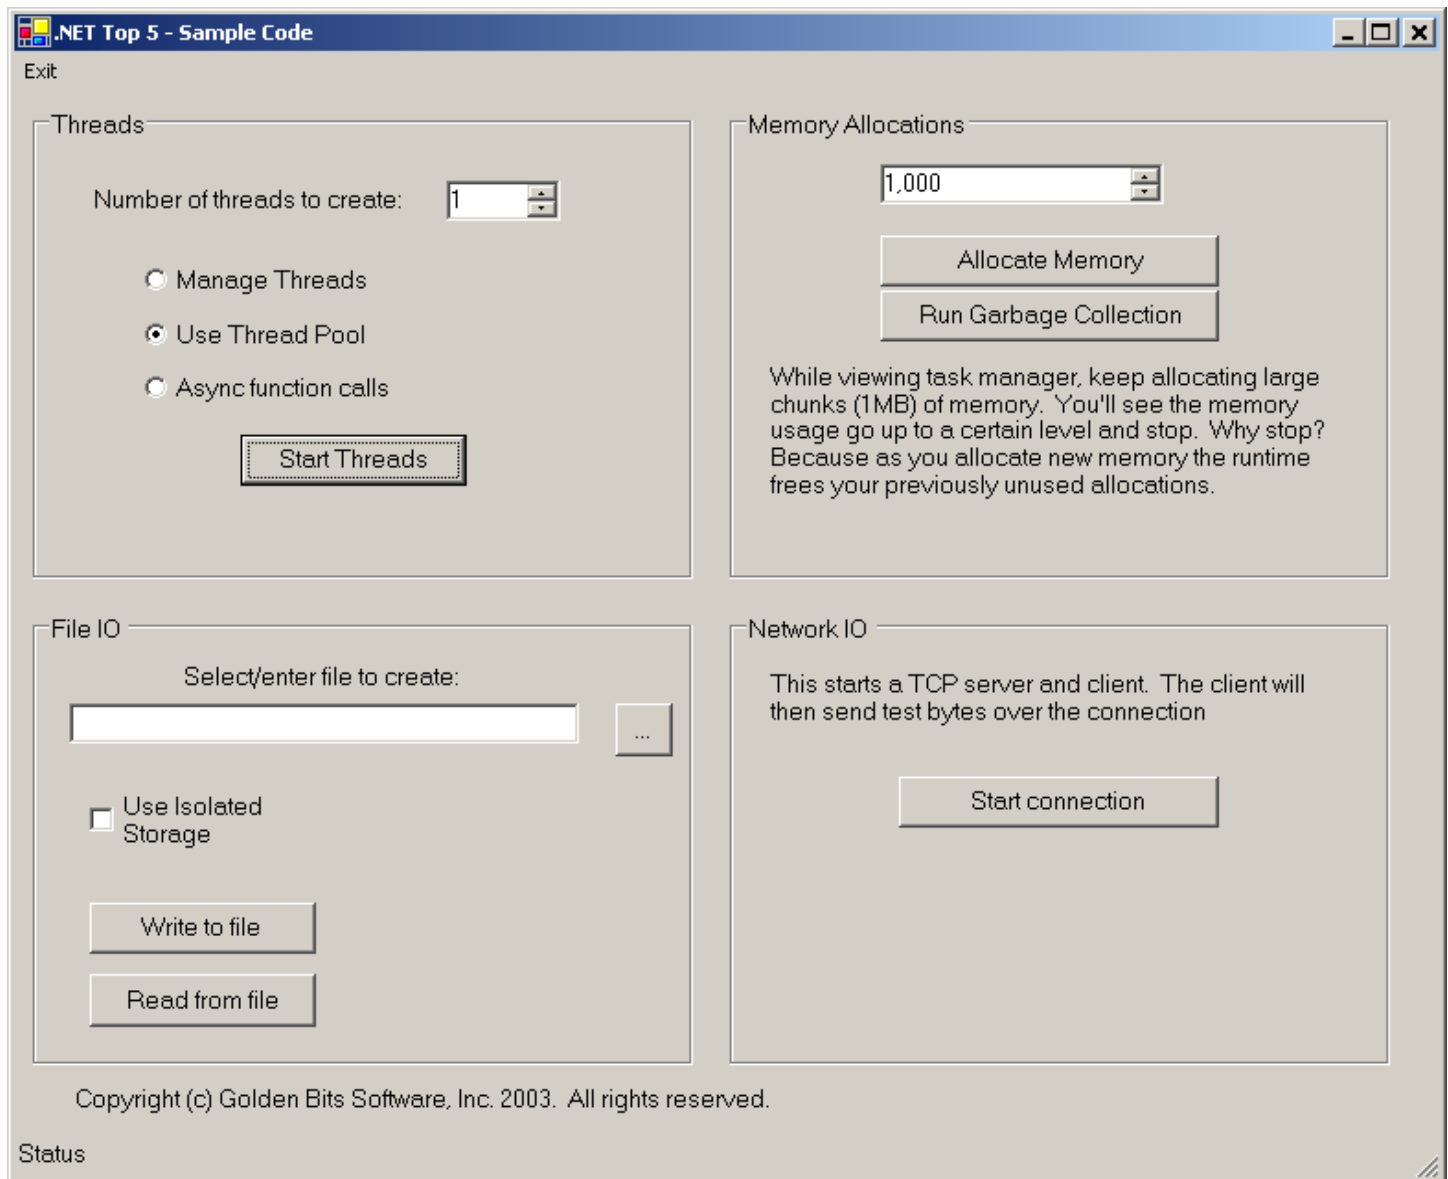 .NET Top 5 - Sample Code
Exit
Threads
Number of threads to create:
1
Manage Threads
Use Thread Pool
Async function calls
Start Threads
Memory Allocations
1,000
Allocate Memory
Run Garbage Collection
While viewing task manager, keep allocating large
chunks (1MB) of memory.  You'll see the memory
usage go up to a certain level and stop.  Why stop?
Because as you allocate new memory the runtime
frees your previously unused allocations.
File IO
Select/enter file to create:
...
Use Isolated
Storage
Write to file
Read from file
Network IO
This starts a TCP server and client.  The client will
then send test bytes over the connection
Start connection
Copyright (c) Golden Bits Software, Inc. 2003.  All rights reserved.
Status